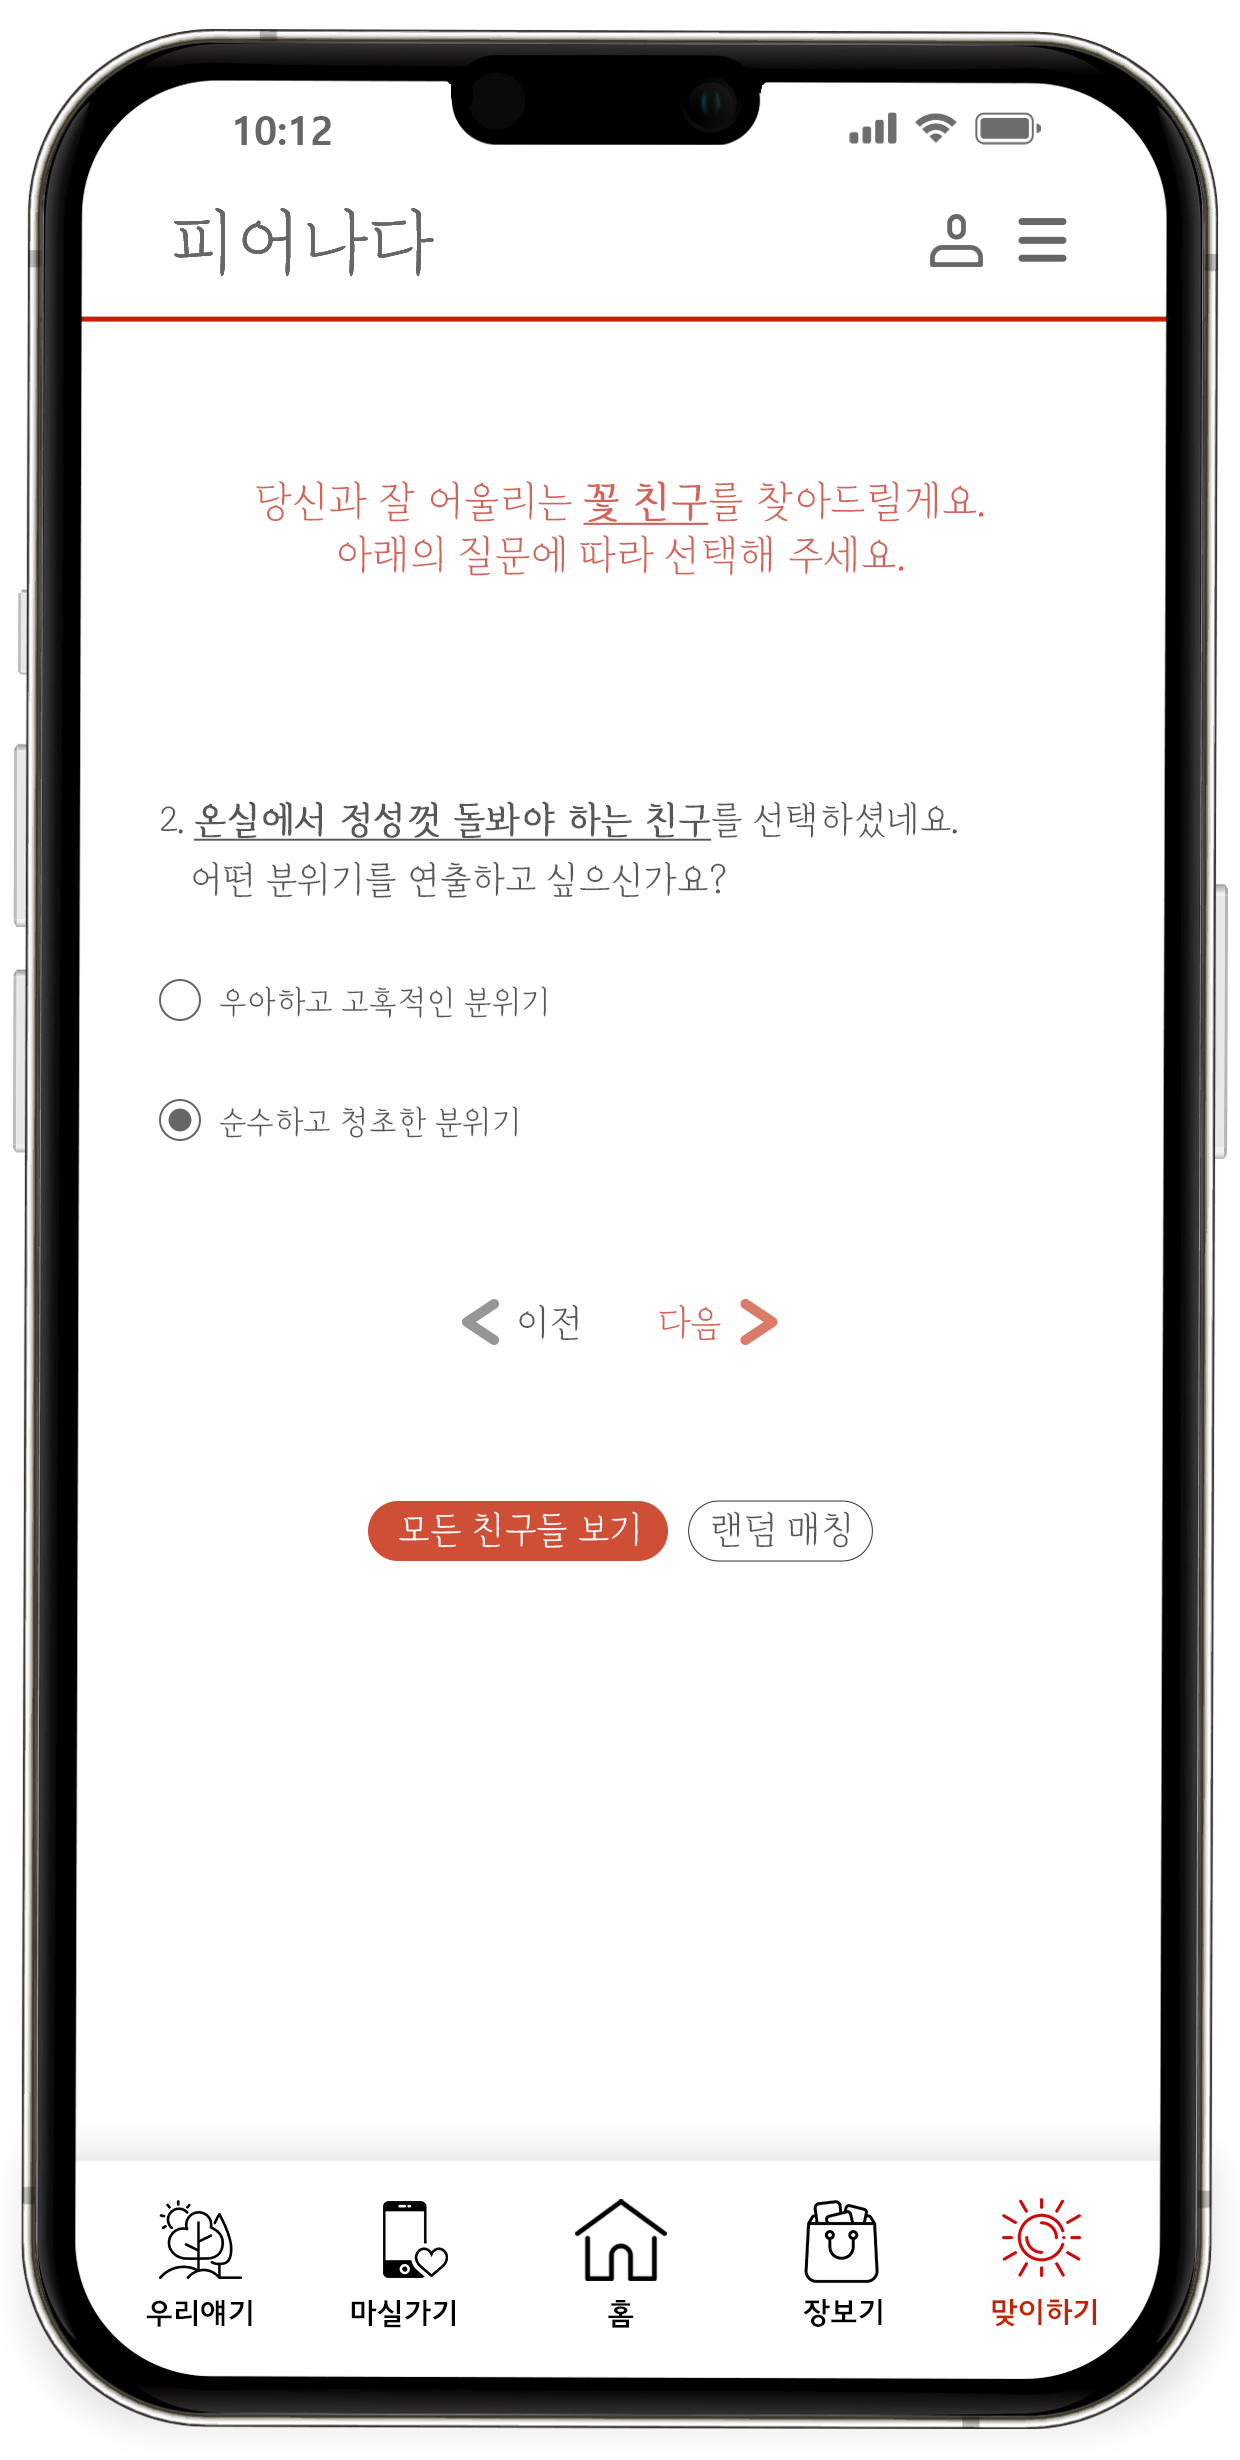 10:12
피어나다
당신과 잘 어울리는 꽃 친구를 찾아드릴게요.
아래의 질문에 따라 선택해 주세요.
2. 온실에서 정성껏 돌봐야 하는 친구를 선택하셨네요.
어떤 분위기를 연출하고 싶으신가요?
우아하고 고혹적인 분위기
순수하고 청초한 분위기
이전 다음
모든 친구들 보기 랜덤 매칭
우리얘기 마실가기 홈 장보기 맞이하기